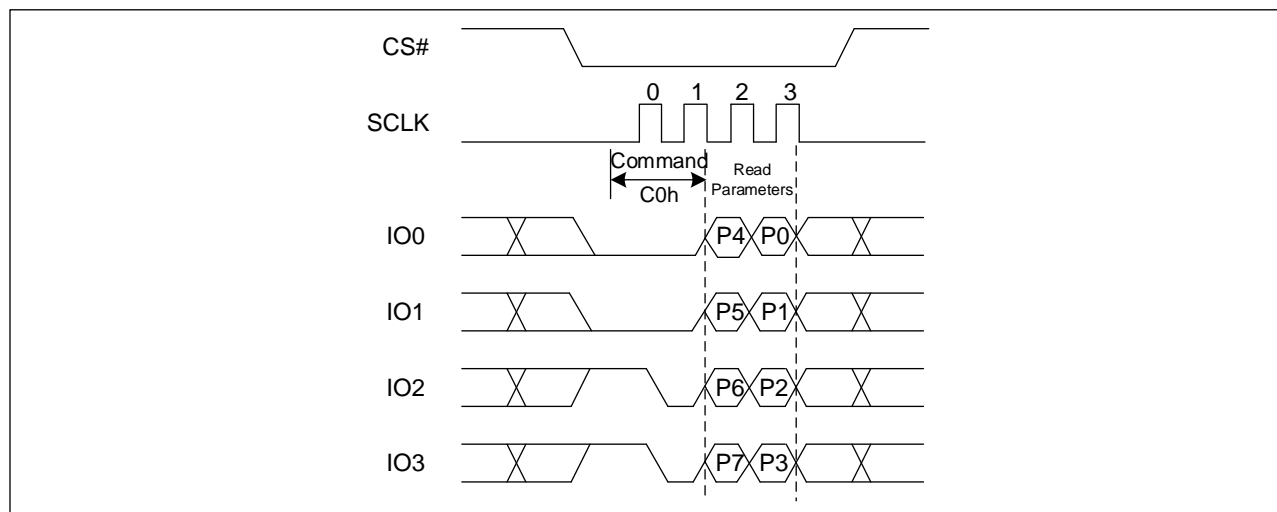 CS#
0 1 2 3
SCLK
Command
C0h
Read
Parameters
IO0 P4 P0
IO1 P5 P1
IO2 P6 P2
IO3 P7 P3